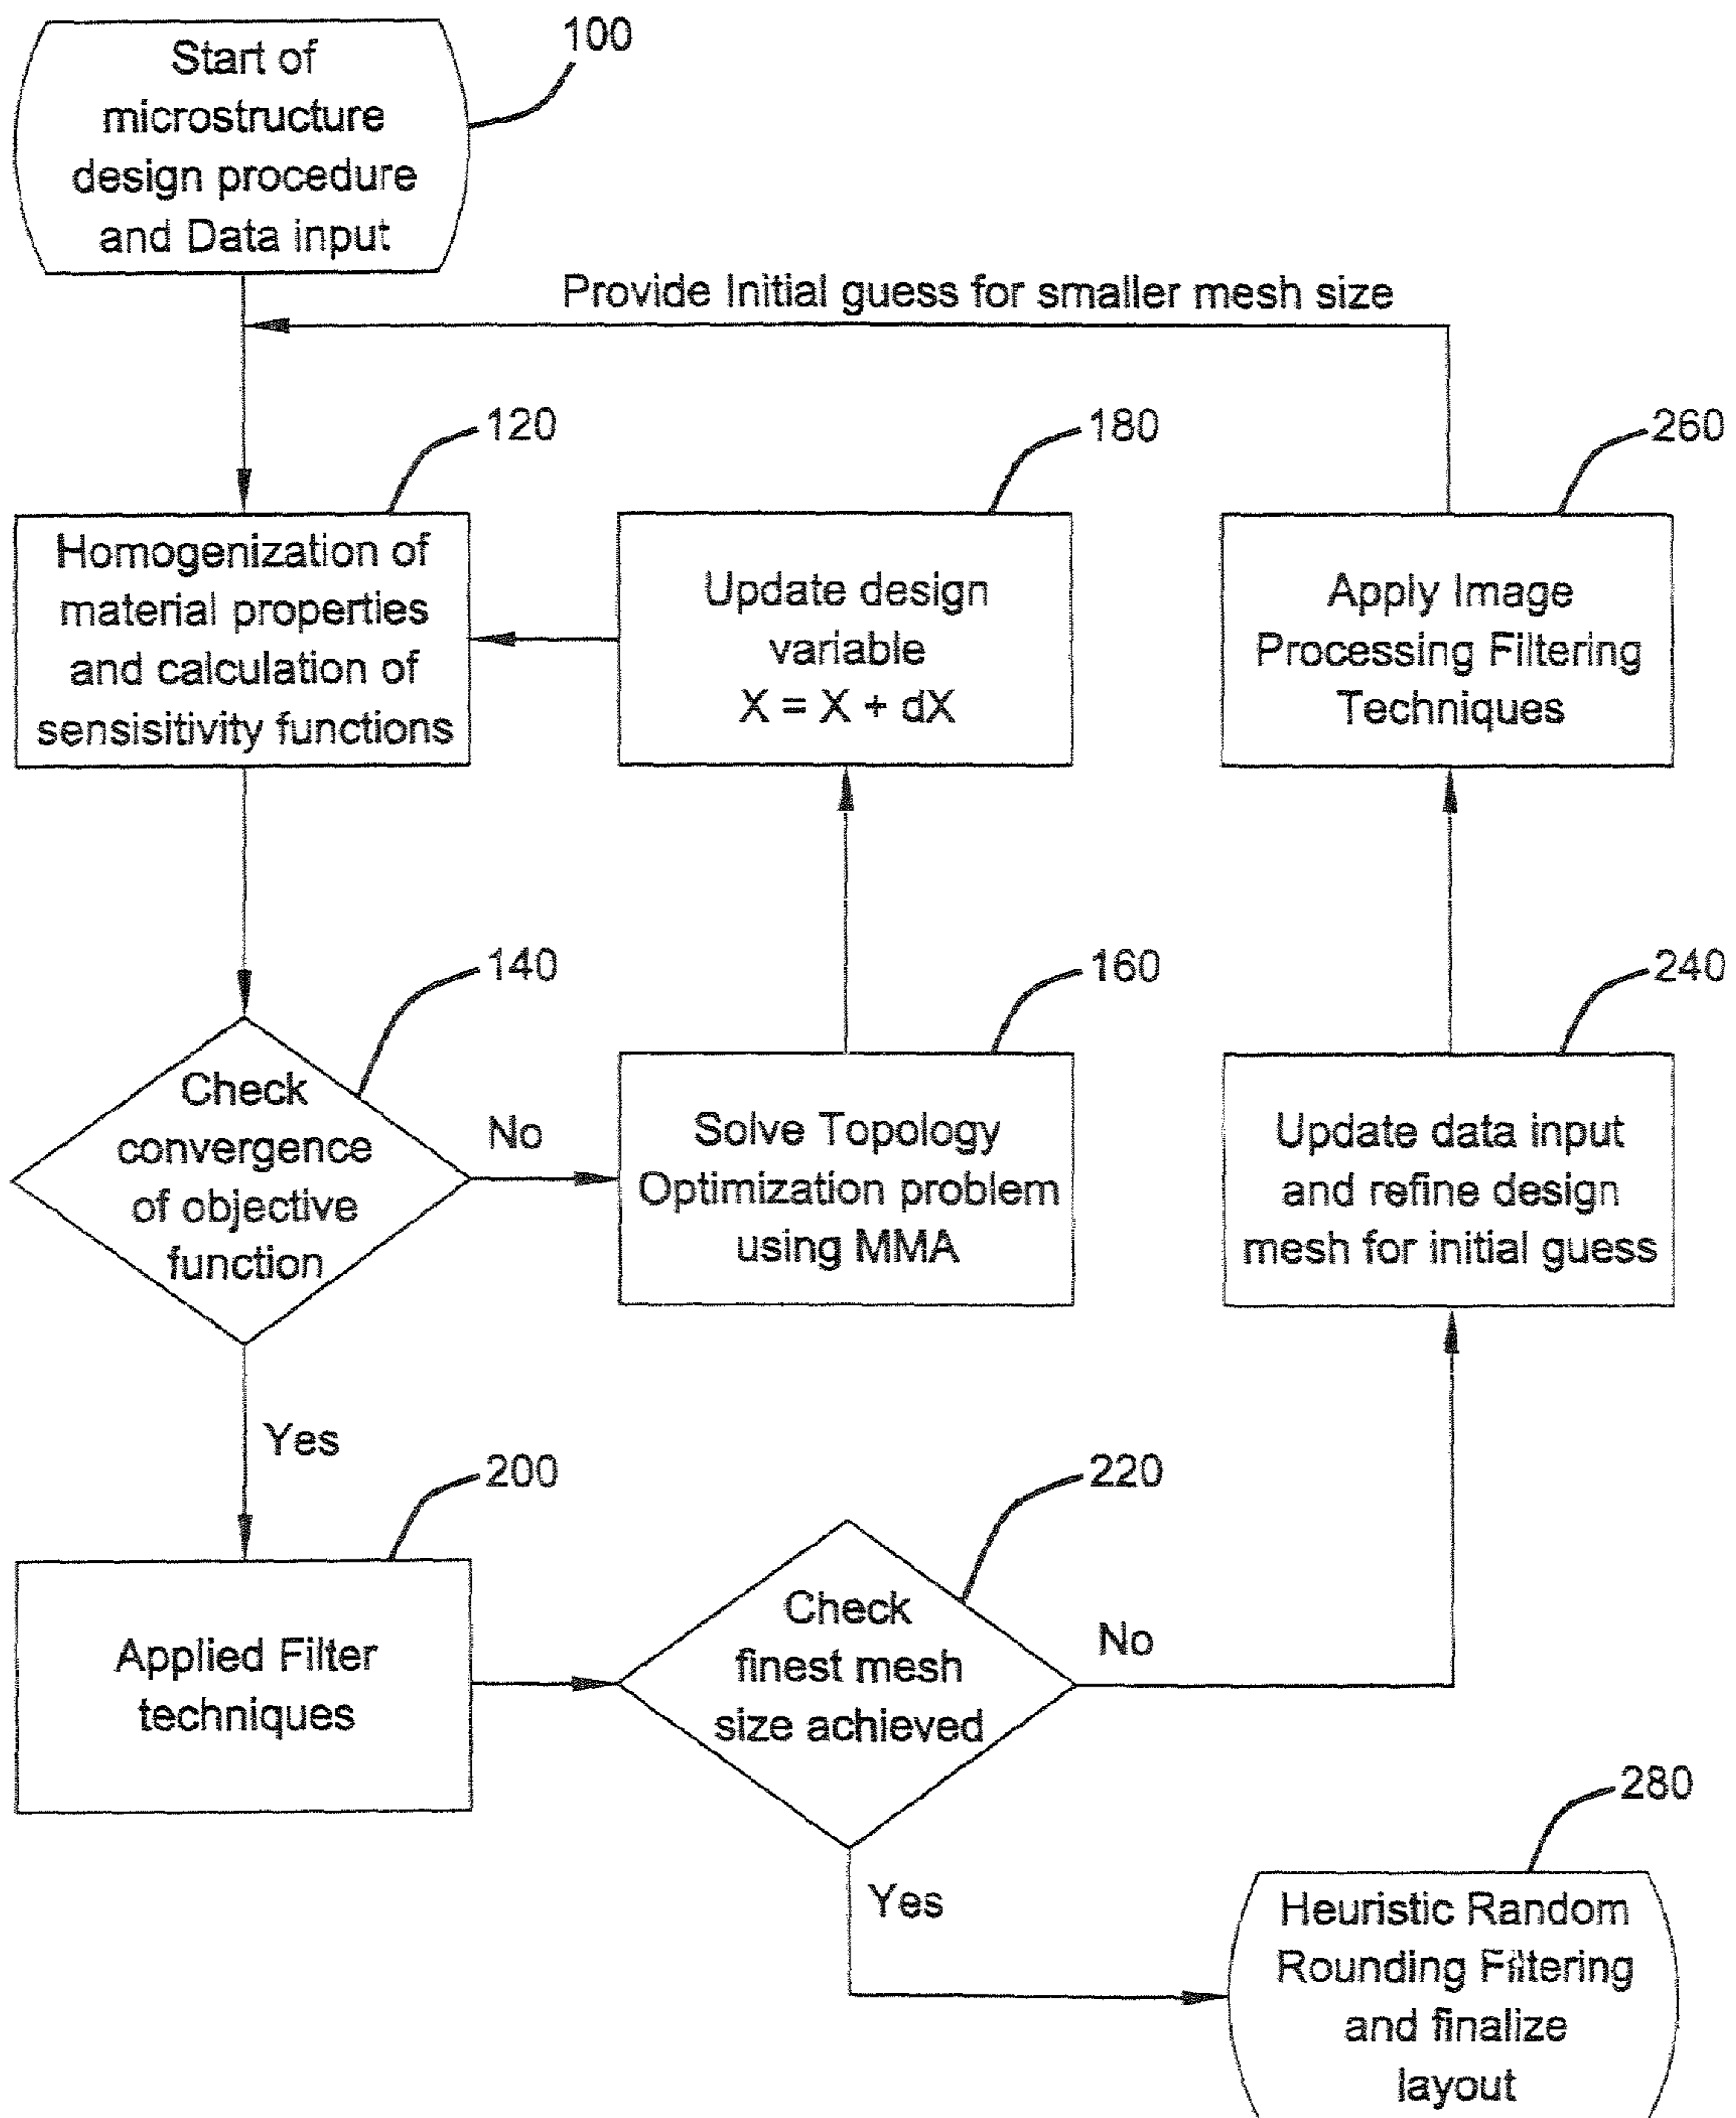 Start of
microstructure
design procedure
and Data input
100
Provide Initial guess for smaller mesh size
120
Homogenization of
material properties
and calculation of
sensisitivity functions
180
Update design
variable
X = X + dX
260
Apply Image
Processing Filtering
Techniques
140
Check
convergence
of objective
function
No
160
Solve Topology
Optimization problem
using MMA
240
Update data input
and refine design
mesh for initial guess
Yes
200
Applied Filter
techniques
220
Check
finest mesh
size achieved
No
Yes
280
Heuristic Random
Rounding Filtering
and finalize
layout